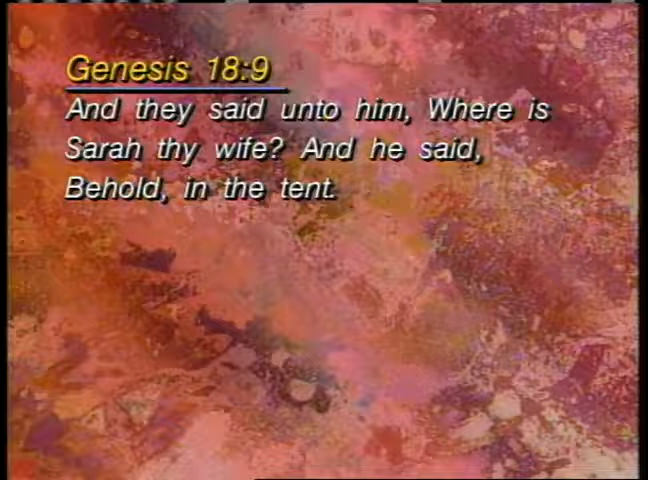 Genesis 18:9
And they said unto him, Where is
Sarah thy wife? And he said,
Behold, in the tent.